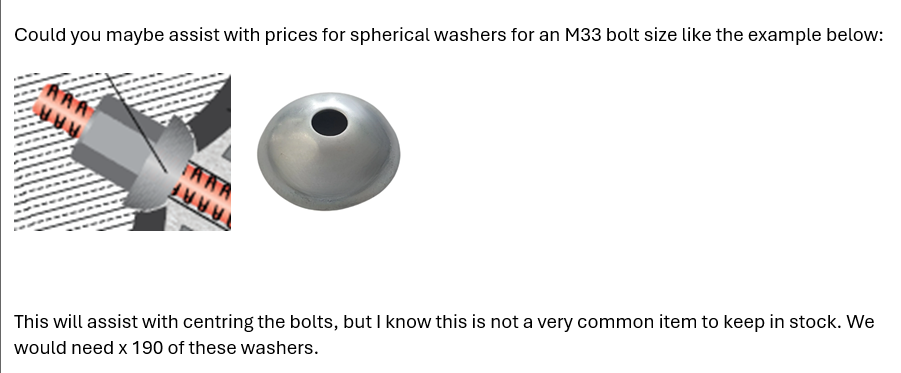 Could you maybe assist with prices for spherical washers for an M33 bolt size like the example below:
This will assist with centring the bolts, but I know this is not a very common item to keep in stock. We
would need x 190 of these washers.